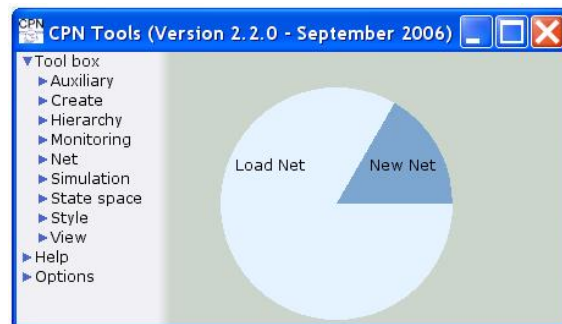 CPN
CPN Tools (Version 2.2.0 - September 2006)
Tool box
Auxiliary
Create
Hierarchy
Monitoring
Net
Simulation
State space
Style
View
Help
Options
Load Net
New Net